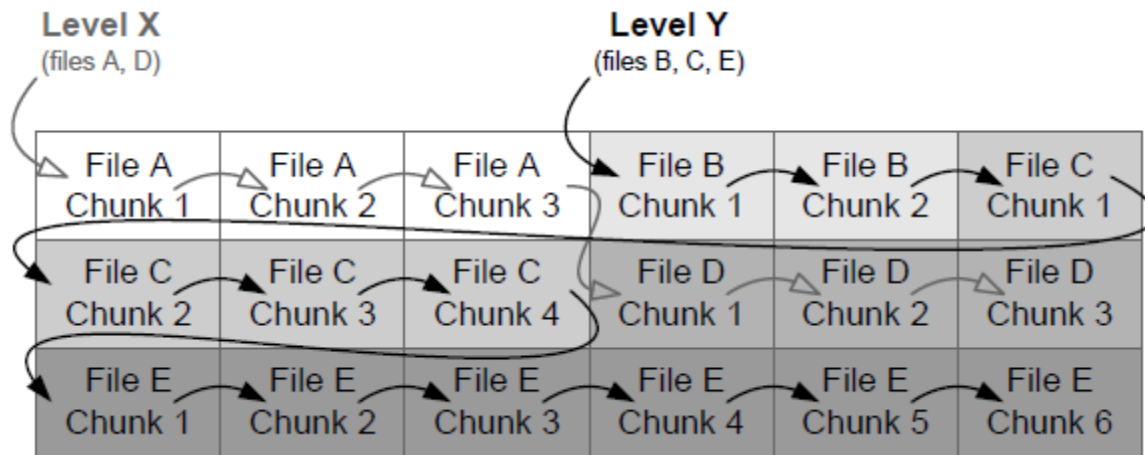 Level X
(files A, D)
Level Y
(files B, C, E)
File A
Chunk 1
File A
Chunk 2
File A
Chunk 3
File B
Chunk 1
File B
Chunk 2
File C
Chunk 1
File C
Chunk 2
File C
Chunk 3
File C
Chunk 4
File D
Chunk 1
File D
Chunk 2
File D
Chunk 3
File E
Chunk 1
File E
Chunk 2
File E
Chunk 3
File E
Chunk 4
File E
Chunk 5
File E
Chunk 6